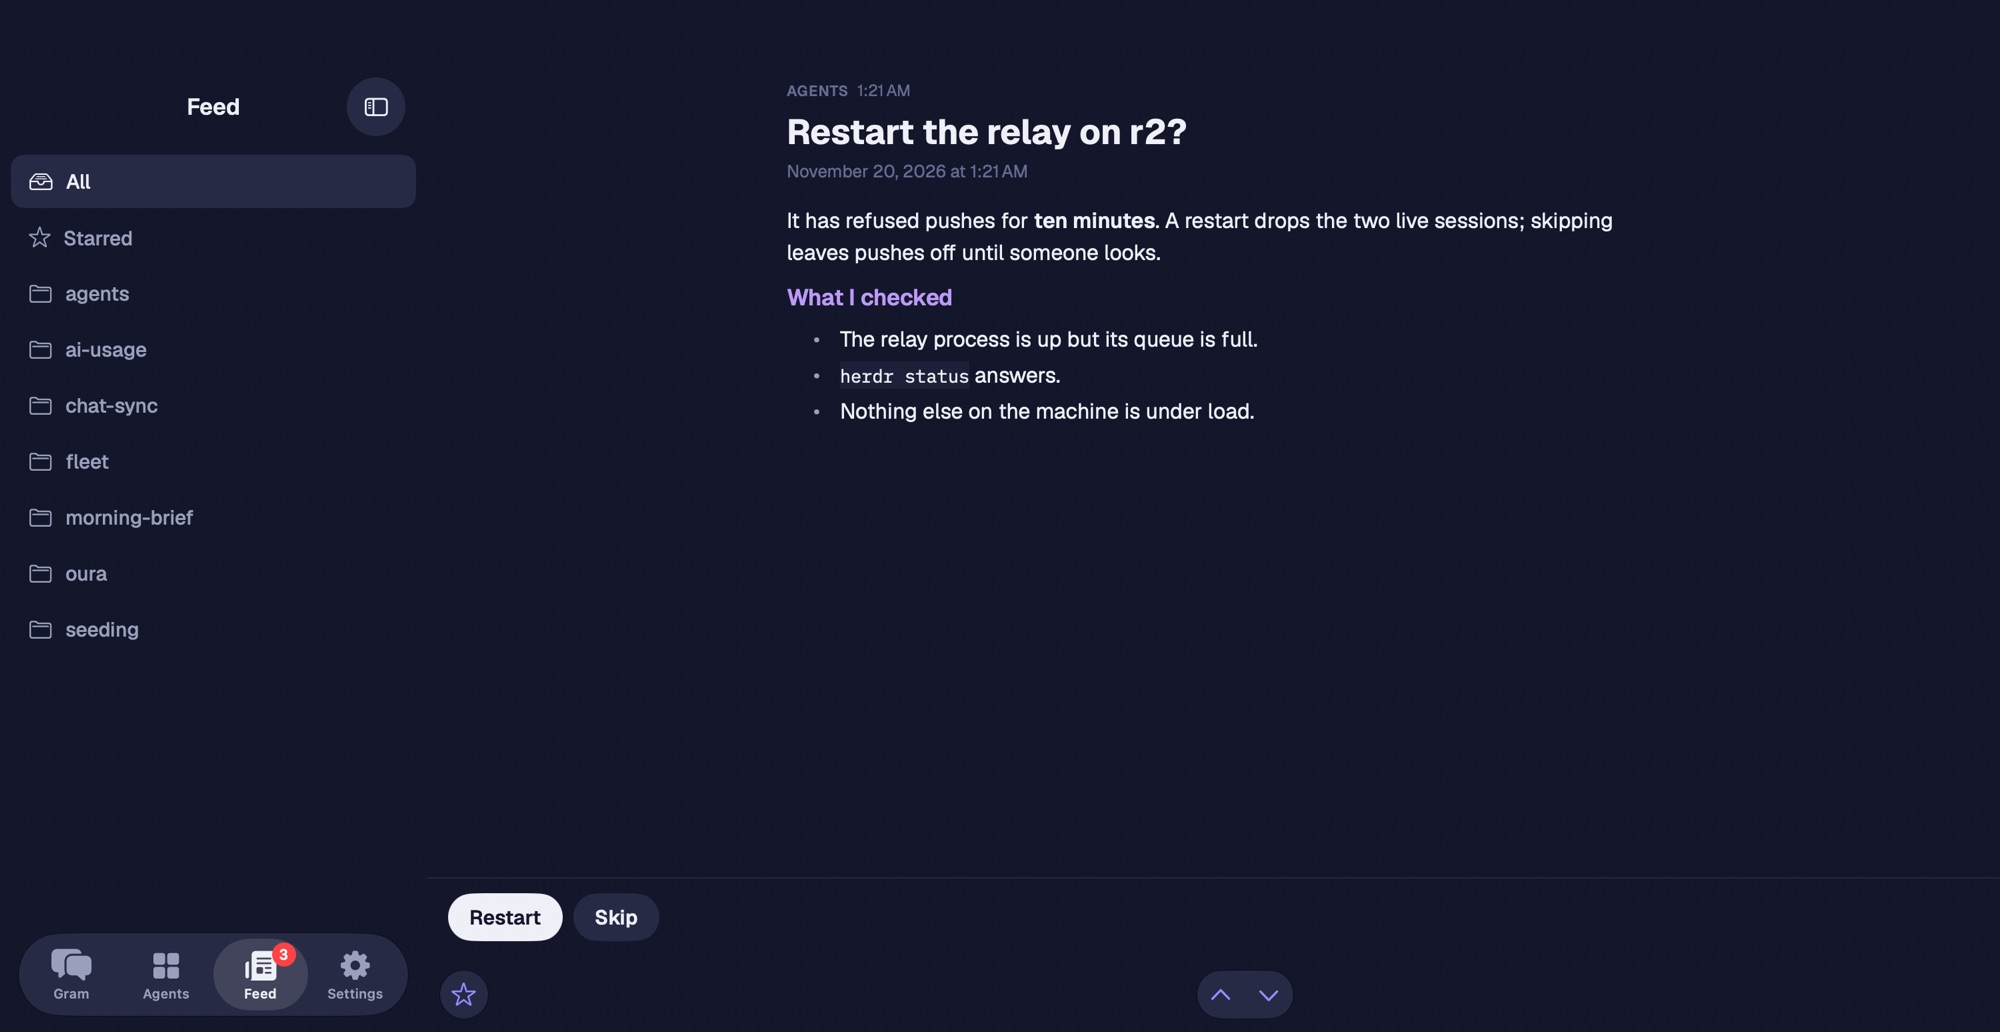 Feed
All
Starred
agents
ai-usage
chat-sync
fleet
morning-brief
oura
seeding
Gram
Agents
3
Feed
Settings
AGENTS 1:21 AM
Restart the relay on r2?
November 20, 2026 at 1:21 AM
It has refused pushes for ten minutes. A restart drops the two live sessions; skipping
leaves pushes off until someone looks.
What I checked
• The relay process is up but its queue is full.
• herdr status answers.
• Nothing else on the machine is under load.
Restart
Skip